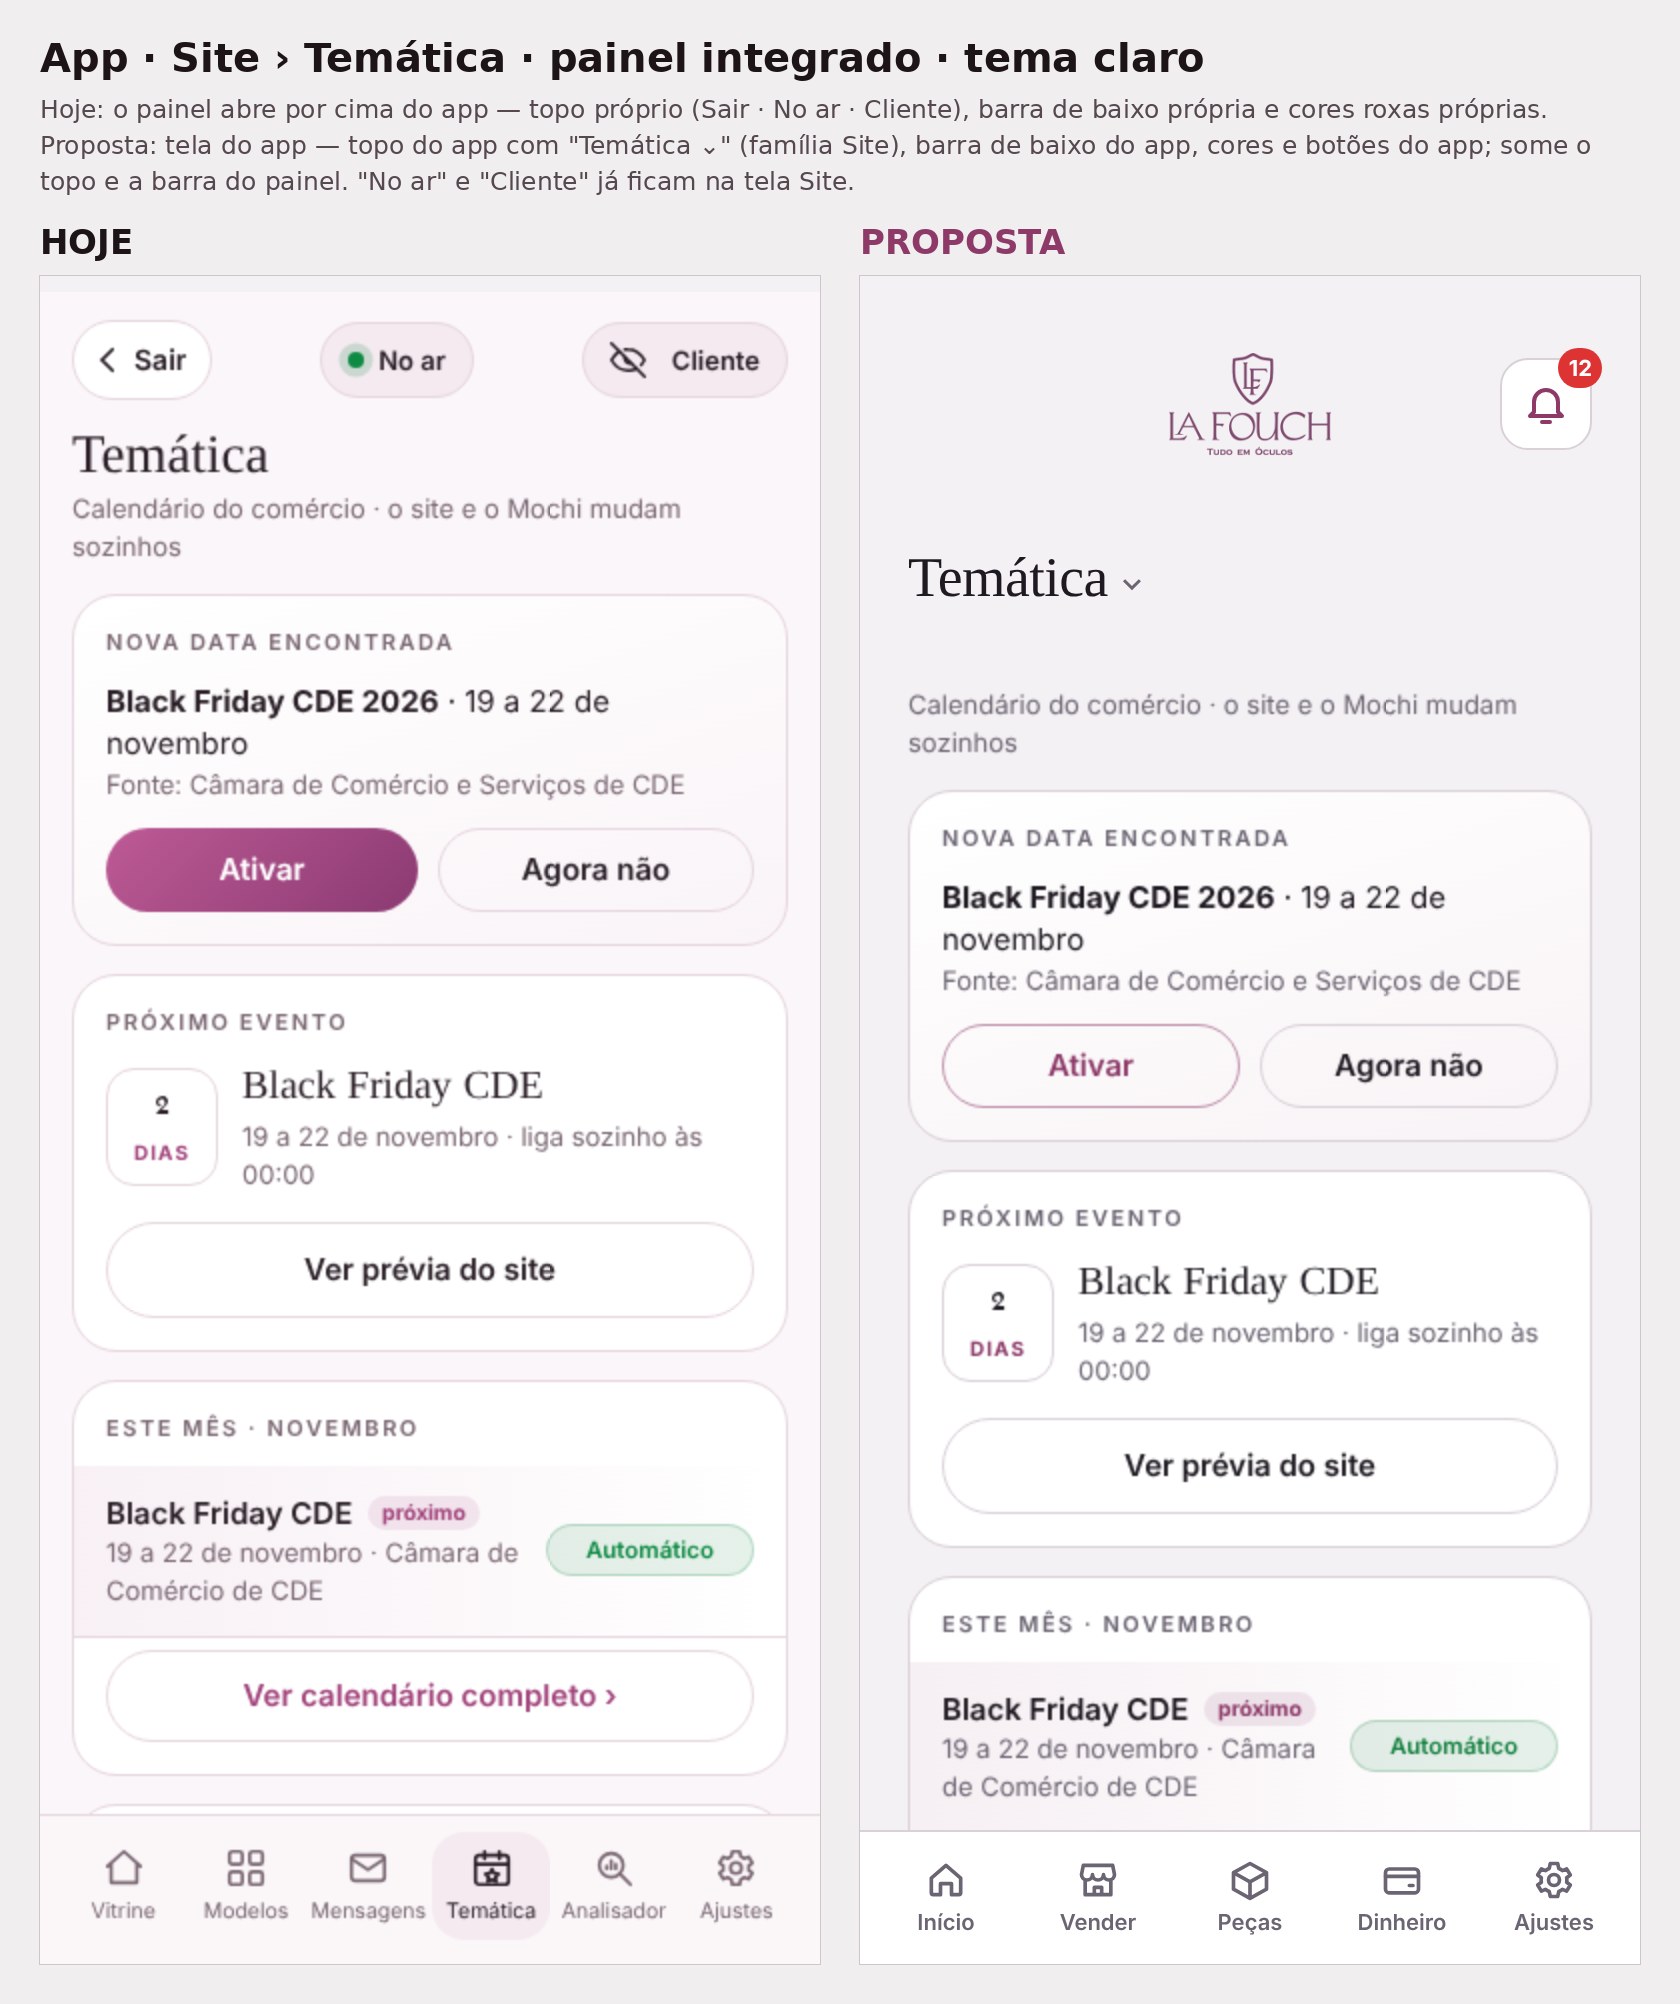 App · Site › Temática · painel integrado · tema claro
Hoje: o painel abre por cima do app — topo próprio (Sair · No ar · Cliente), barra de baixo própria e cores roxas próprias.
Proposta: tela do app — topo do app com "Temática ⌄" (família Site), barra de baixo do app, cores e botões do app; some o
topo e a barra do painel. "No ar" e "Cliente" já ficam na tela Site.
HOJE
Sair
No ar
Cliente
Temática
Calendário do comércio · o site e o Mochi mudam
sozinhos
NOVA DATA ENCONTRADA
Black Friday CDE 2026 · 19 a 22 de
novembro
Fonte: Câmara de Comércio e Serviços de CDE
Ativar
Agora não
PRÓXIMO EVENTO
2
DIAS
Black Friday CDE
19 a 22 de novembro · liga sozinho às
00:00
Ver prévia do site
ESTE MÊS · NOVEMBRO
Black Friday CDE próximo
19 a 22 de novembro · Câmara de
Comércio de CDE
Automático
Ver calendário completo ›
Vitrine
Modelos
Mensagens
Temática
Analisador
Ajustes
PROPOSTA
LF
LA FOUCH
TUDO EM ÓCULOS
12
Temática ⌄
Calendário do comércio · o site e o Mochi mudam
sozinhos
NOVA DATA ENCONTRADA
Black Friday CDE 2026 · 19 a 22 de
novembro
Fonte: Câmara de Comércio e Serviços de CDE
Ativar
Agora não
PRÓXIMO EVENTO
2
DIAS
Black Friday CDE
19 a 22 de novembro · liga sozinho às
00:00
Ver prévia do site
ESTE MÊS · NOVEMBRO
Black Friday CDE próximo
19 a 22 de novembro · Câmara
de Comércio de CDE
Automático
Início
Vender
Peças
Dinheiro
Ajustes